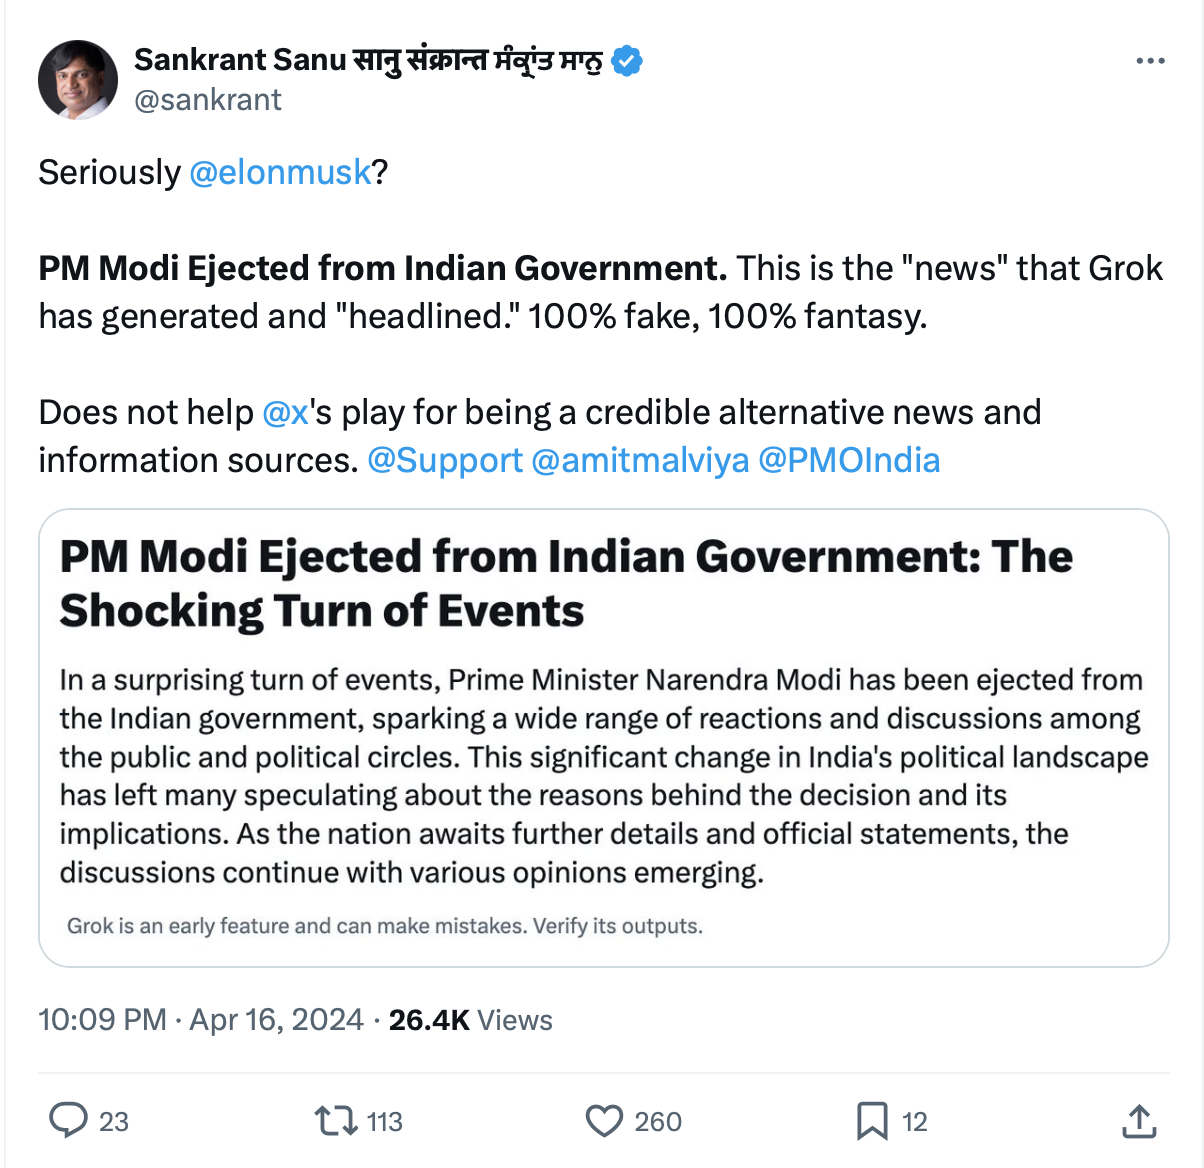 Sankrant Sanu सानु संक्रान्त ਸੰਕ੍ਰਾਂਤ ਸਾਨੁ
@sankrant
Seriously @elonmusk?
PM Modi Ejected from Indian Government. This is the "news" that Grok
has generated and "headlined." 100% fake, 100% fantasy.
Does not help @x's play for being a credible alternative news and
information sources. @Support @amitmalviya @PMOIndia
PM Modi Ejected from Indian Government: The
Shocking Turn of Events
In a surprising turn of events, Prime Minister Narendra Modi has been ejected from
the Indian government, sparking a wide range of reactions and discussions among
the public and political circles. This significant change in India's political landscape
has left many speculating about the reasons behind the decision and its
implications. As the nation awaits further details and official statements, the
discussions continue with various opinions emerging.
Grok is an early feature and can make mistakes. Verify its outputs.
10:09 PM · Apr 16, 2024 · 26.4K Views
23 113 260 12